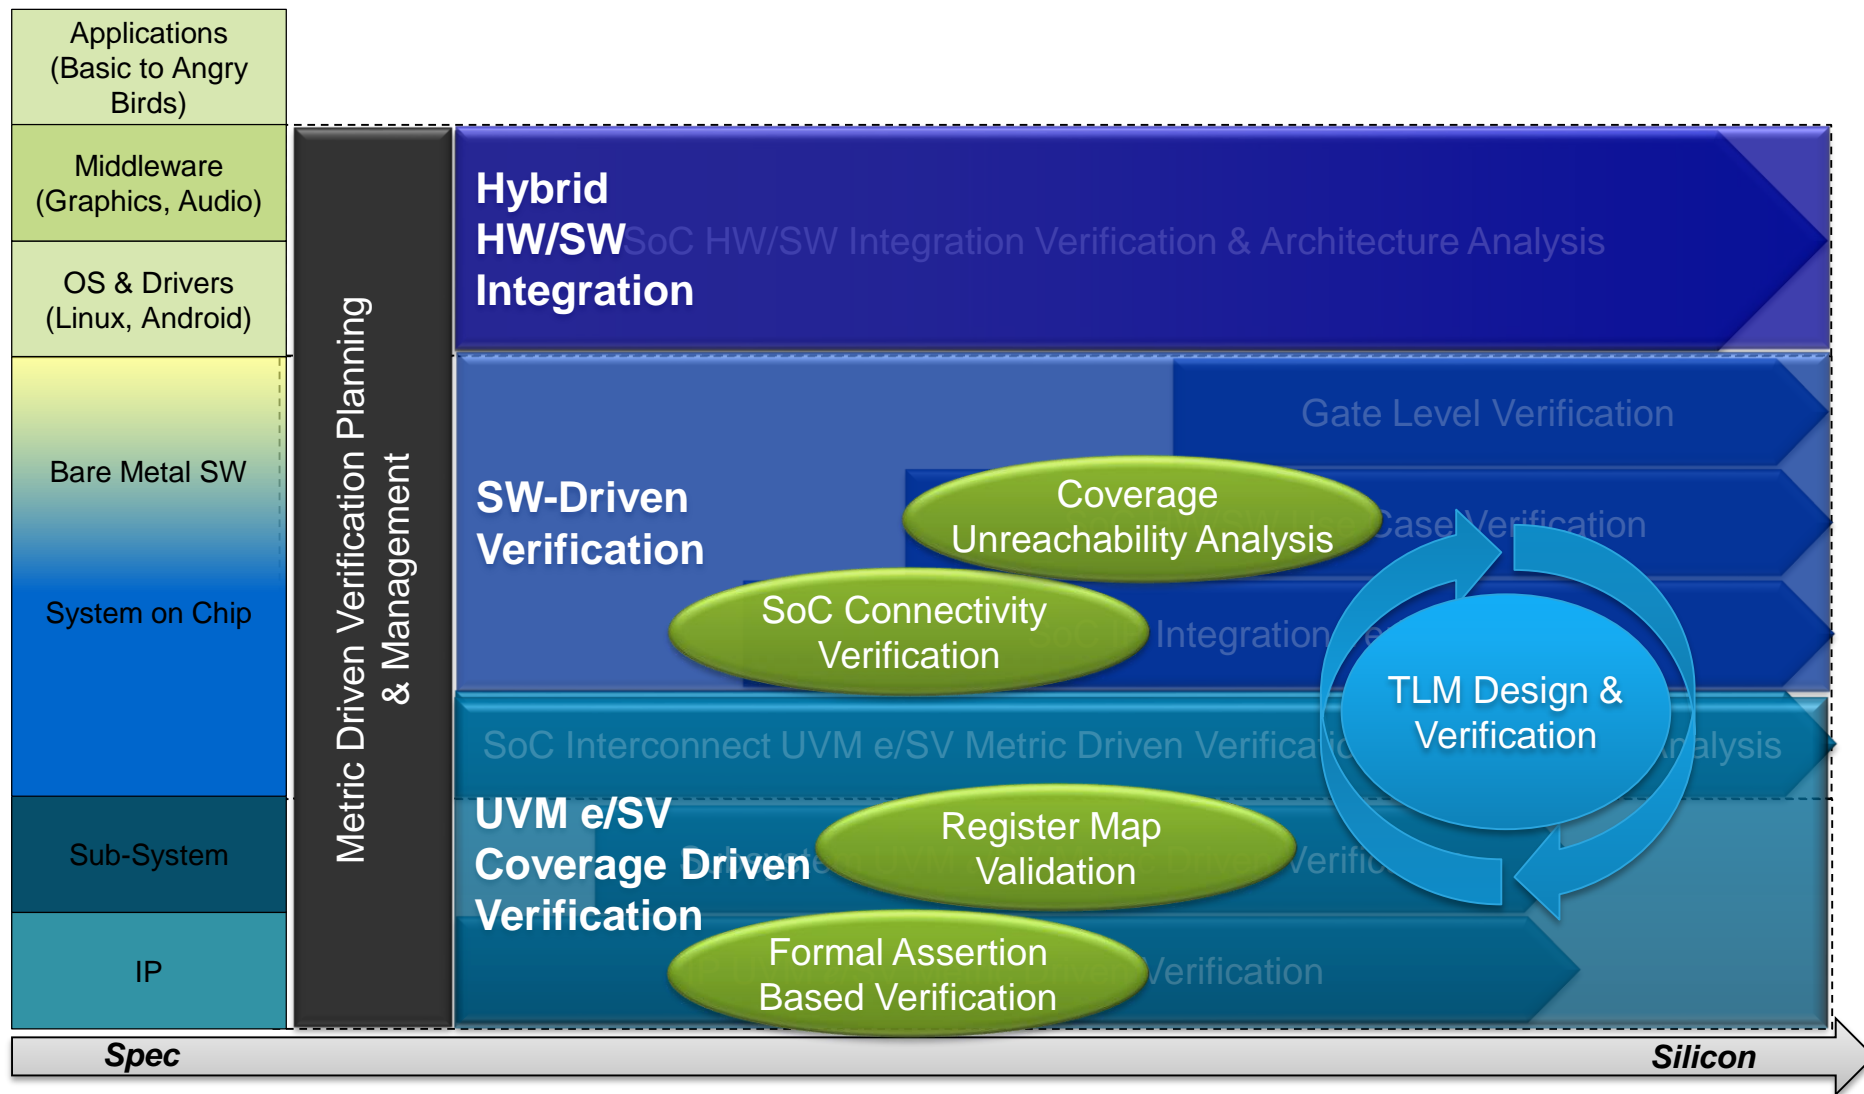 Applications
(Basic to Angry
Birds)
Middleware
(Graphics, Audio)
OS & Drivers
(Linux, Android)
Bare Metal SW
System on Chip
Sub-System
IP
Metric Driven Verification Planning
& Management
Hybrid
HW/SW
Integration
SoC HW/SW Integration Verification & Architecture Analysis
Gate Level Verification
SW-Driven
Verification
Coverage
Unreachability Analysis
Case Verification
SoC Connectivity
Verification
SoC IP Integration
TLM Design &
Verification
SoC Interconnect UVM e/SV Metric Driven Verification
UVM e/SV
Coverage Driven
Verification
Register Map
Validation
Formal Assertion
Based Verification
Verification
Spec
Silicon